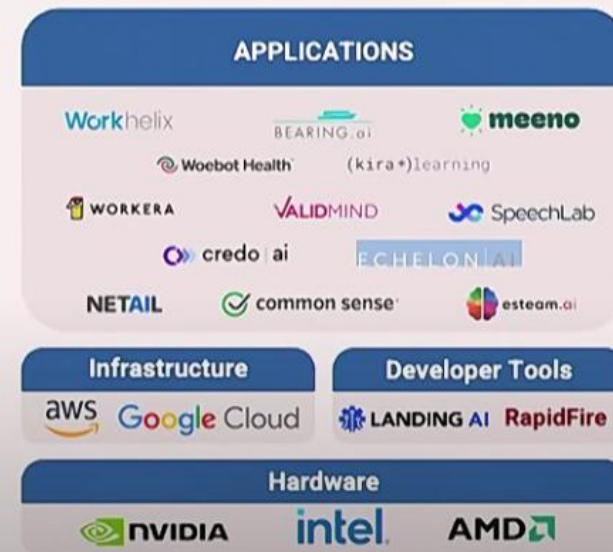 APPLICATIONS
Workhelix BEARING.ai meeno
Woebot Health (kira+)learning
WORKERA VALIDMIND SpeechLab
credo ai ECHELON AI
NETAIL common sense esteam.ai
Infrastructure Developer Tools
aws Google Cloud LANDING AI RapidFire
Hardware
NVIDIA intel. AMD